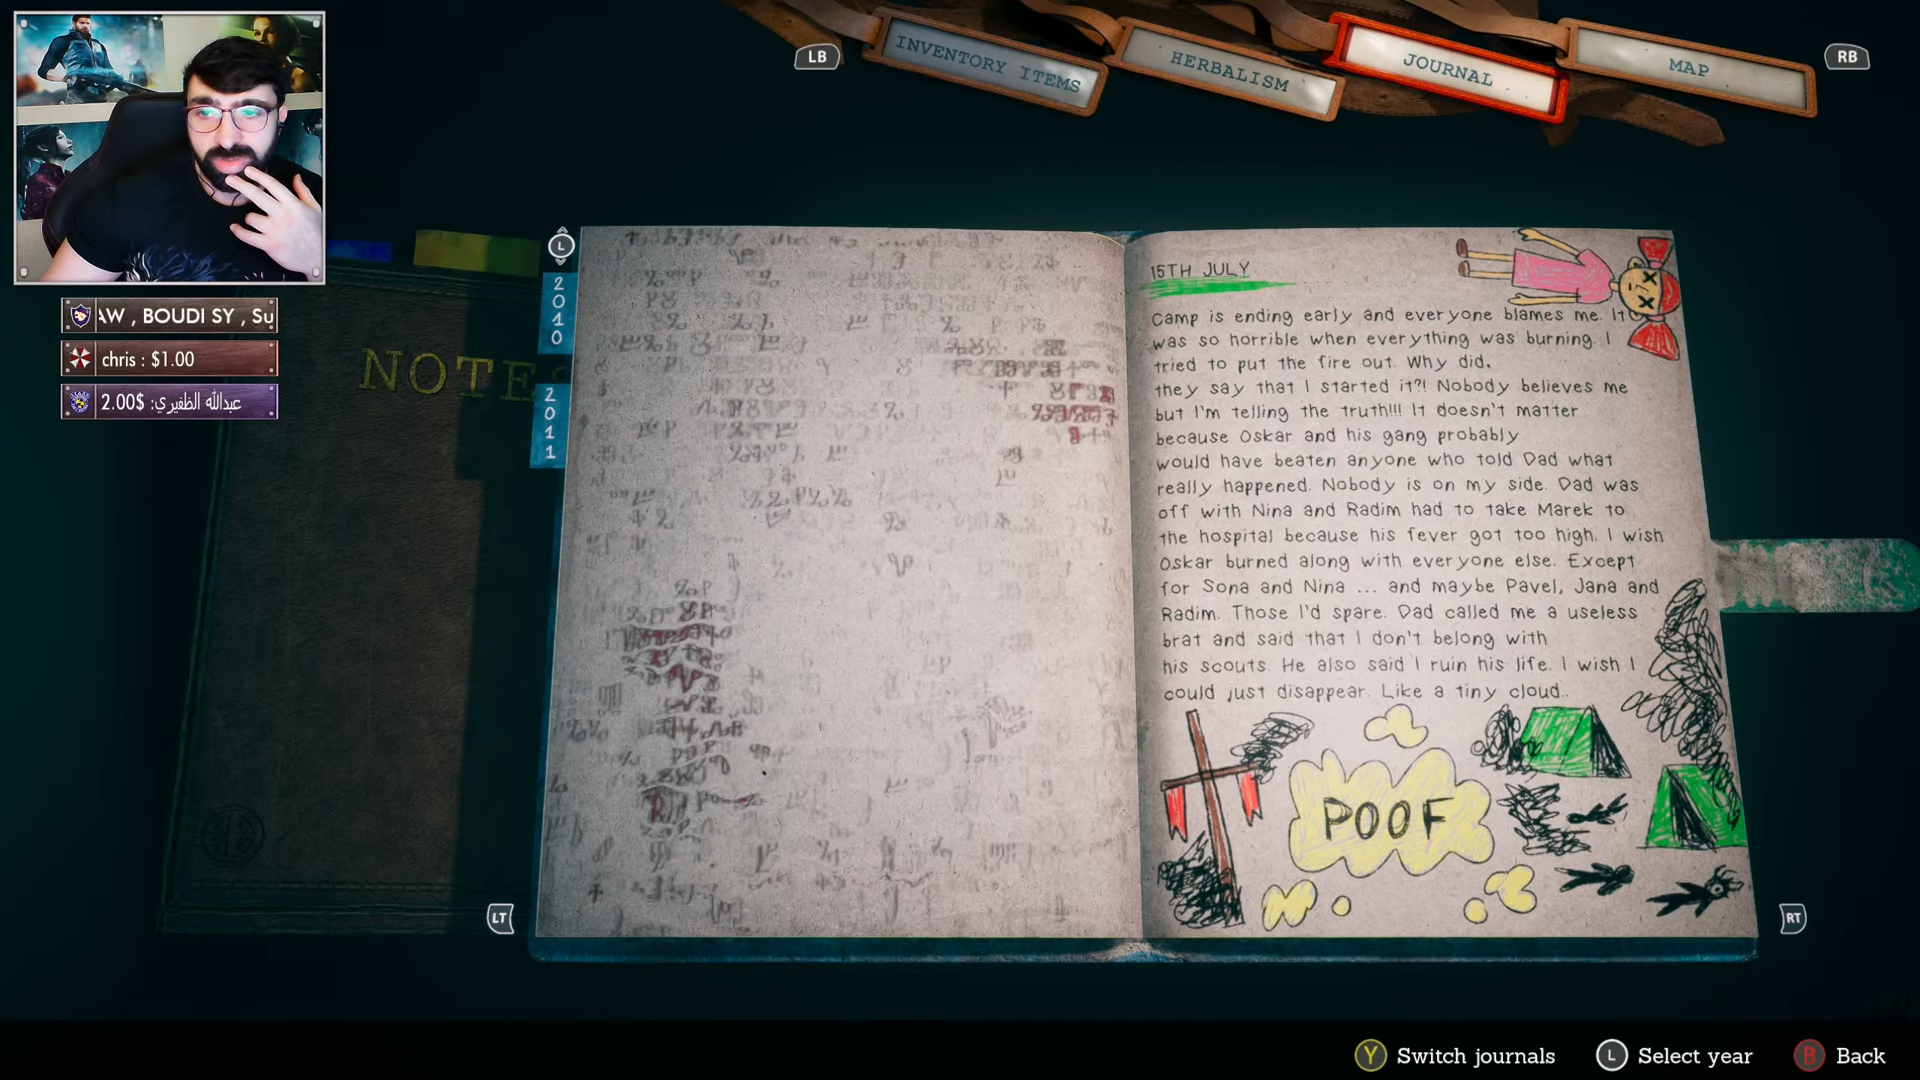 LB
INVENTORY ITEMS
HERBALISM
JOURNAL
MAP
RB
AW , BOUDI SY , Su
chris : $1.00
عبدالله الظفيري: $2.00
NOTE
L
2010
2011
15TH JULY
Camp is ending early and everyone blames me. It
was so horrible when everything was burning. I
tried to put the fire out. Why did.
they say that I started it?! Nobody believes me
but I'm telling the truth!!! It doesn't matter
because Oskar and his gang probably
would have beaten anyone who told Dad what
really happened. Nobody is on my side. Dad was
off with Nina and Radim had to take Marek to
the hospital because his fever got too high. I wish
Oskar burned along with everyone else. Except
for Sona and Nina ... and maybe Pavel, Jana and
Radim. Those I'd spare. Dad called me a useless
brat and said that I don't belong with
his scouts. He also said I ruin his life. I wish I
could just disappear. Like a tiny cloud..
POOF
LT
RT
Y Switch journals
L Select year
B Back